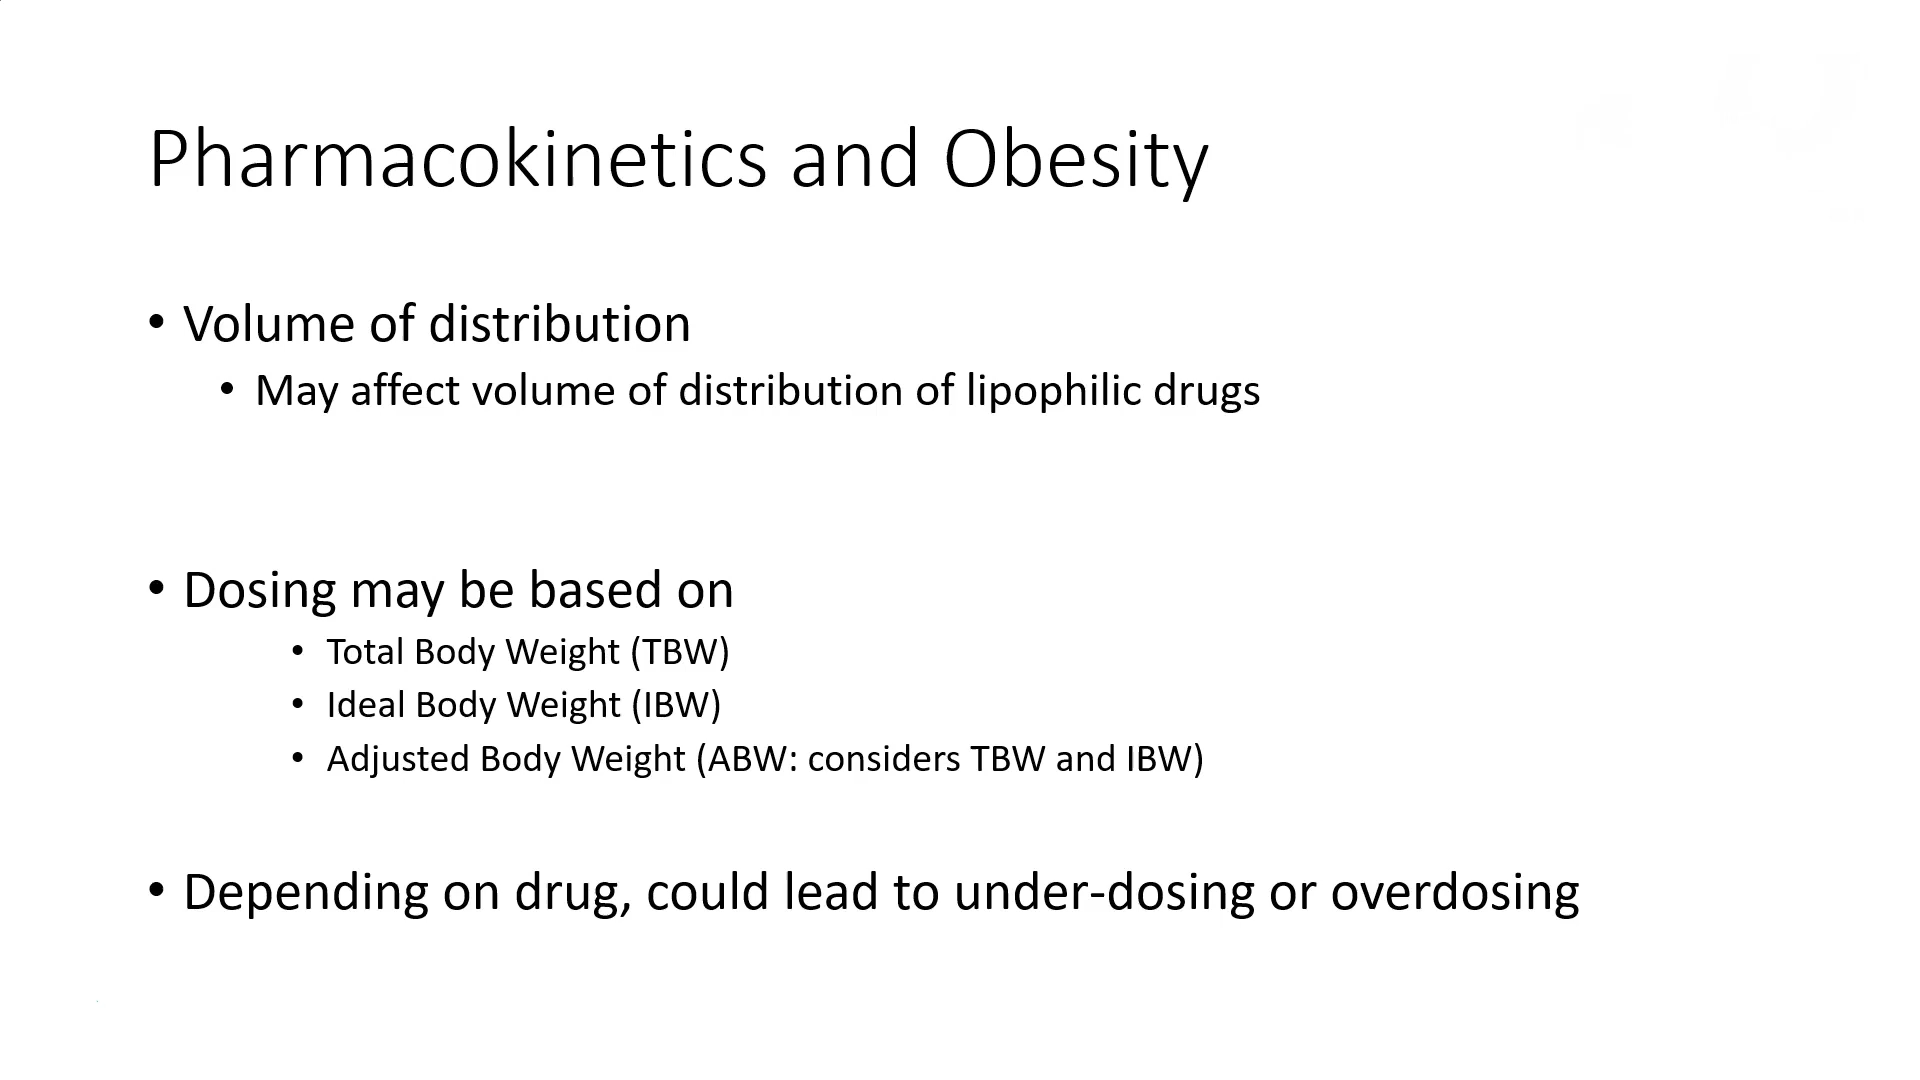 Pharmacokinetics and Obesity
• Volume of distribution
• May affect volume of distribution of lipophilic drugs
• Dosing may be based on
• Total Body Weight (TBW)
• Ideal Body Weight (IBW)
• Adjusted Body Weight (ABW: considers TBW and IBW)
• Depending on drug, could lead to under-dosing or overdosing